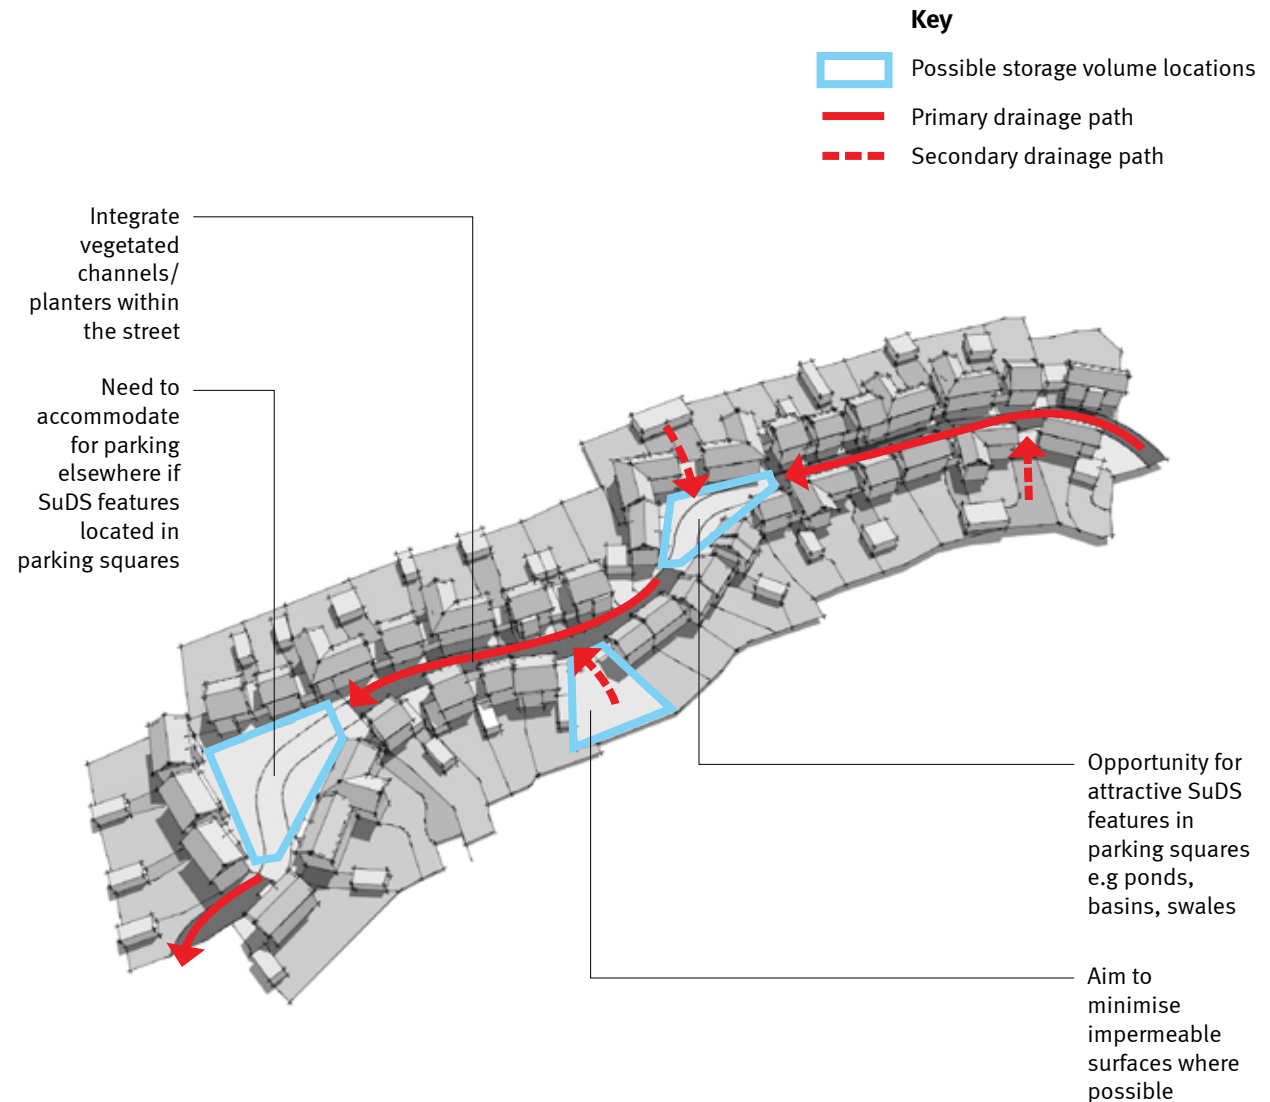 Key
Possible storage volume locations
Primary drainage path
Secondary drainage path
Integrate
vegetated
channels/
planters within
the street
Need to
accommodate
for parking
elsewhere if
SuDS features
located in
parking squares
Opportunity for
attractive SuDS
features in
parking squares
e.g ponds,
basins, swales
Aim to
minimise
impermeable
surfaces where
possible